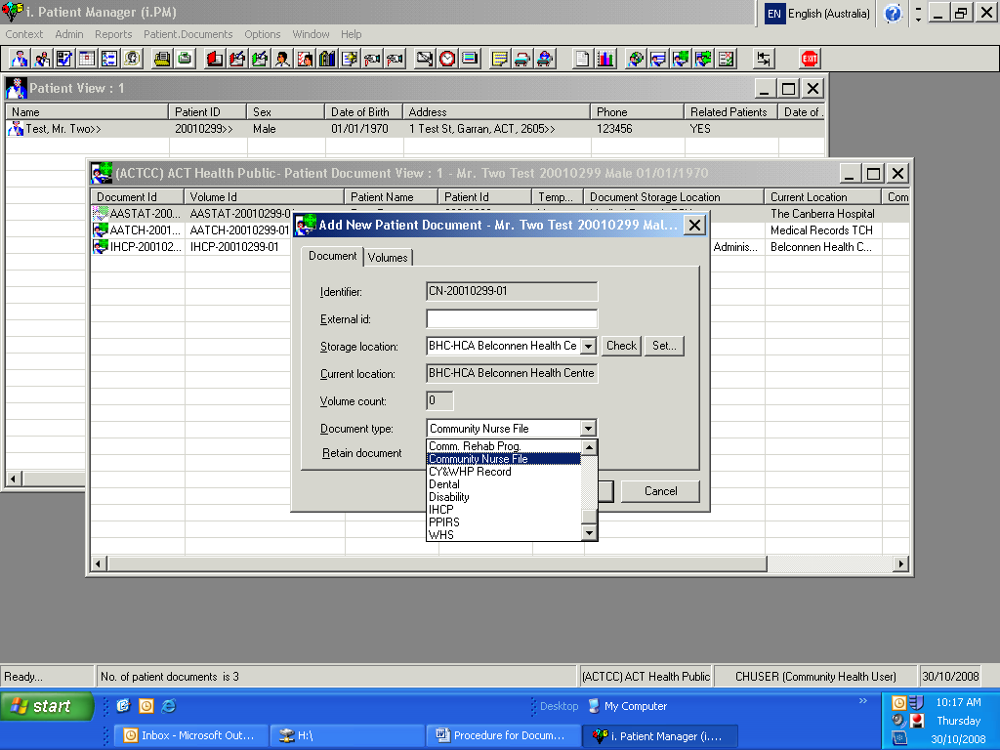 i. Patient Manager (i.PM)
EN English (Australia)
Context Admin Reports Patient.Documents Options Window Help
EXIT
Patient View : 1
Name Patient ID Sex Date of Birth Address Phone Related Patients Date of .
Test, Mr. Two>> 20010299>> Male 01/01/1970 1 Test St, Garran, ACT, 2605>> 123456 YES
(ACTCC) ACT Health Public- Patient Document View : 1 - Mr. Two Test 20010299 Male 01/01/1970
Document Id Volume Id Patient Name Patient Id Temp... Document Storage Location Current Location Com
AASTAT-200... AASTAT-20010299-0 The Canberra Hospital
AATCH-2001... AATCH-20010299-01 Medical Records TCH
IHCP-200102... IHCP-20010299-01 Adminis... Belconnen Health C...
Add New Patient Document - Mr. Two Test 20010299 Mal...
Document Volumes
Identifier: CN-20010299-01
External id:
Storage location: BHC-HCA Belconnen Health Ce Check Set...
Current location: BHC-HCA Belconnen Health Centre
Volume count: 0
Document type: Community Nurse File
Retain document
Comm. Rehab Prog.
Community Nurse File
CY&WHP Record
Dental
Disability
IHCP
PPIRS
WHS
Cancel
Ready... No. of patient documents is 3 (ACTCC) ACT Health Public CHUSER (Community Health User) 30/10/2008
start Desktop My Computer » 10:17 AM
Thursday
Inbox - Microsoft Out... H:\ Procedure for Docum... i. Patient Manager (i.... 30/10/2008